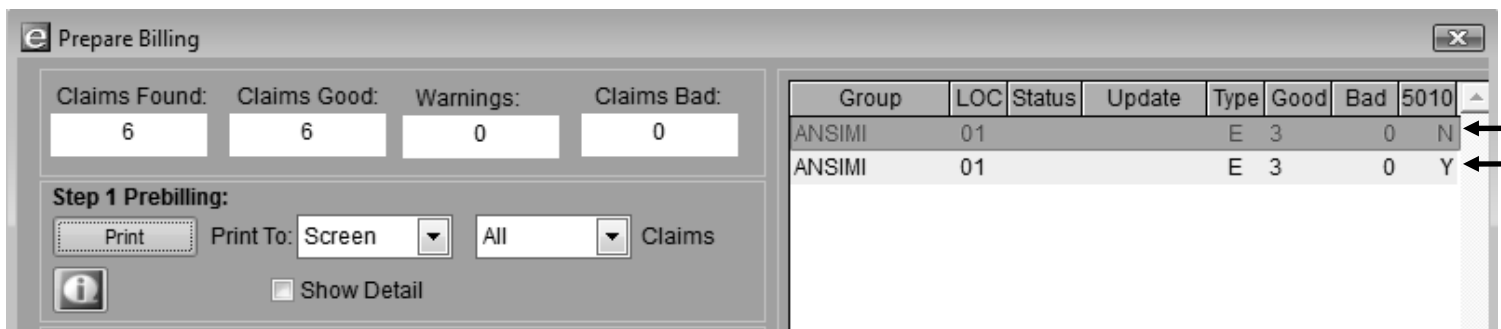 e Prepare Billing
Claims Found: Claims Good: Warnings: Claims Bad:
6 6 0 0
Step 1 Prebilling:
Print Print To: Screen All Claims
Show Detail
Group LOC Status Update Type Good Bad 5010
ANSIMI 01 E 3 0 N
ANSIMI 01 E 3 0 Y